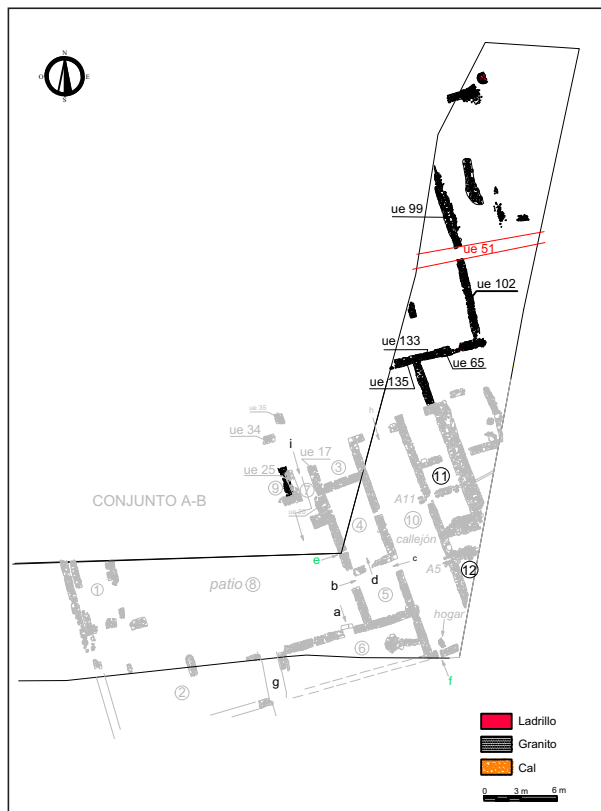 N
O E
S
ue 99
ue 51
ue 102
ue 133
ue 65
ue 135
ue 35
h
ue 34
i
ue 17
ue 25
3
11
9
7
CONJUNTO A-B
A11
4
10
callejón
e
c
A5
12
1
patio 8
b
d
5
a
hogar
6
2
g
f
Ladrillo
Granito
Cal
0 3 m 6 m